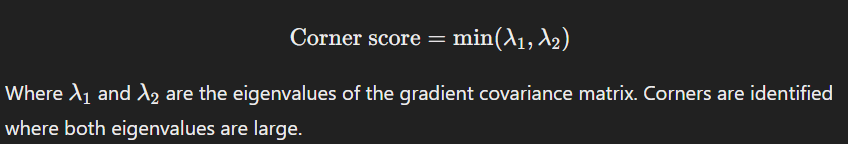 Corner score = min(λ₁, λ₂)
Where λ₁ and λ₂ are the eigenvalues of the gradient covariance matrix. Corners are identified
where both eigenvalues are large.